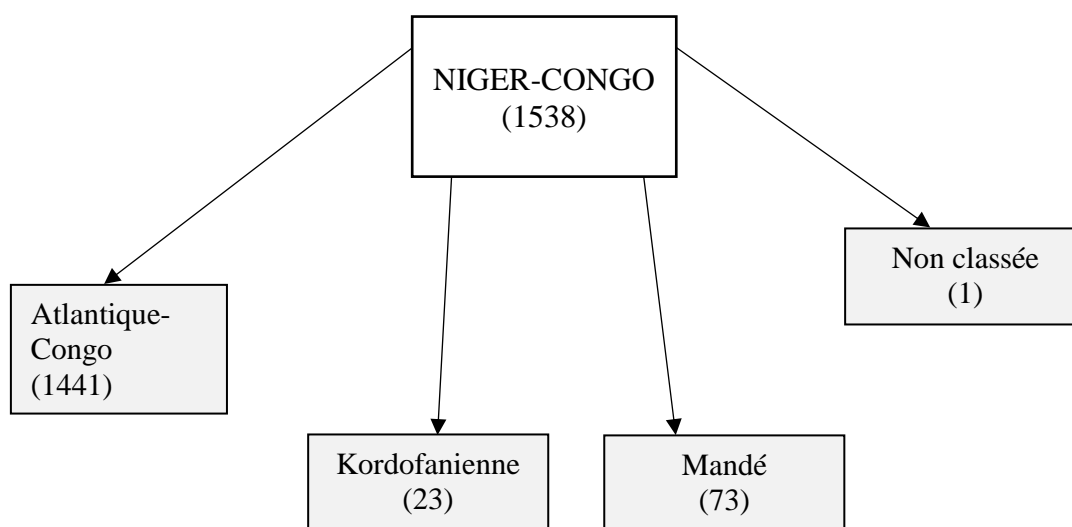 NIGER-CONGO
(1538)
Non classée
(1)
Atlantique-
Congo
(1441)
Kordofanienne
(23)
Mandé
(73)